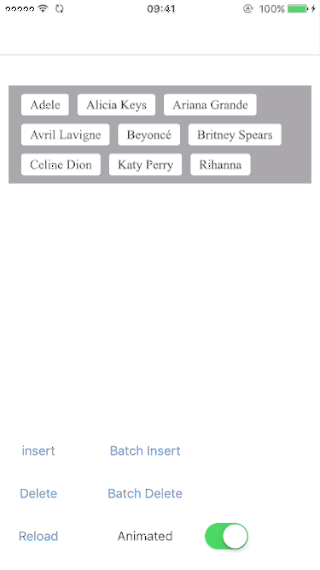 09:41 100%
Adele Alicia Keys Ariana Grande
Avril Lavigne Beyoncé Britney Spears
Celine Dion Katy Perry Rihanna
insert Batch Insert
Delete Batch Delete
Reload Animated